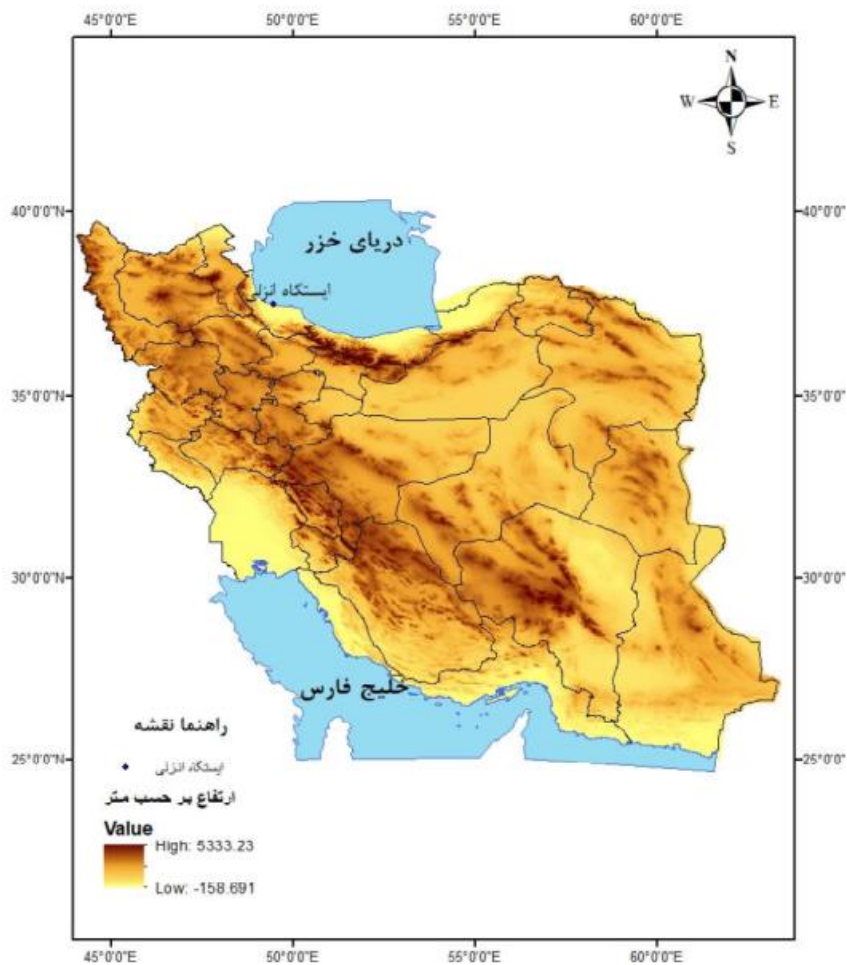 45°0'0"E 50°0'0"E 55°0'0"E 60°0'0"E
N
W E
S
40°0'0"N 40°0'0"N
دریای خزر
ایستگاه انزلی
35°0'0"N 35°0'0"N
30°0'0"N 30°0'0"N
خلیج فارس
راهنما نقشه
25°0'0"N 25°0'0"N
ایستگاه انزلی
ارتفاع بر حسب متر
Value
High: 5333.23
Low: -158.691
45°0'0"E 50°0'0"E 55°0'0"E 60°0'0"E